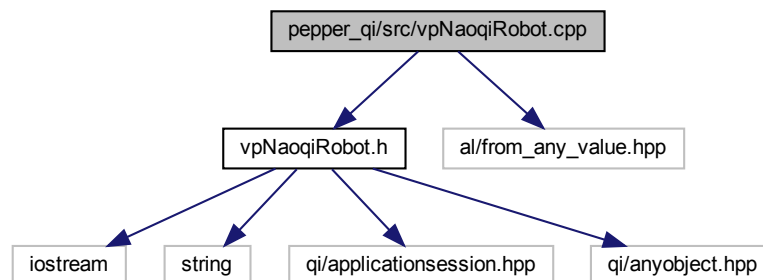 pepper_qi/src/vpNaoqiRobot.cpp
vpNaoqiRobot.h
al/from_any_value.hpp
iostream
string
qi/applicationsession.hpp
qi/anyobject.hpp